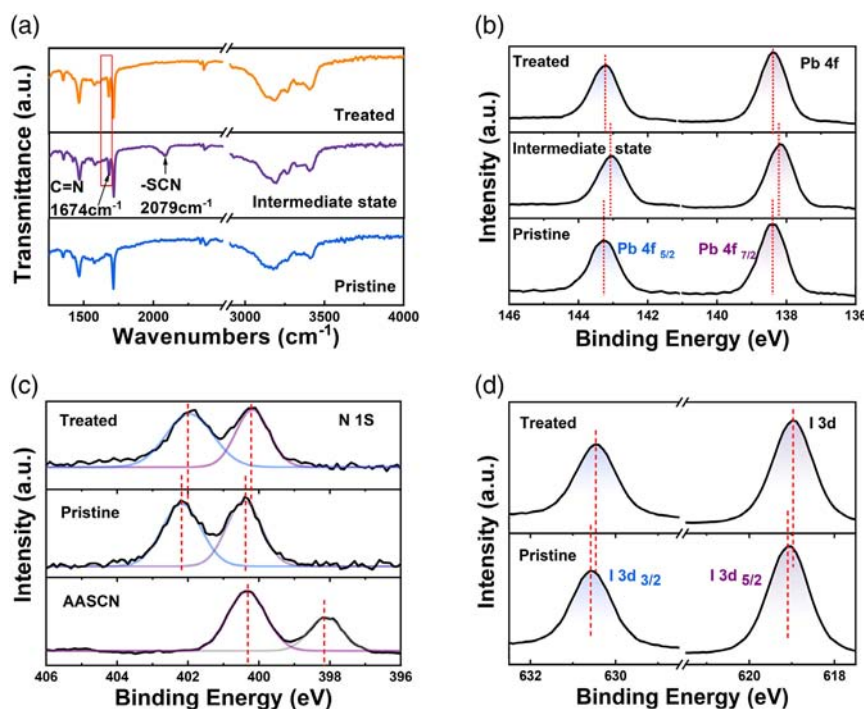 (a)
Transmittance (a.u.)
Treated
C=N
1674cm⁻¹
-SCN
2079cm⁻¹
Intermediate state
Pristine
1500 2000 3000 3500 4000
Wavenumbers (cm⁻¹)
(b)
Intensity (a.u.)
Treated
Pb 4f
Intermediate state
Pristine
Pb 4f 5/2
Pb 4f 7/2
146 144 142 140 138 136
Binding Energy (eV)
(c)
Intensity (a.u.)
Treated
N 1S
Pristine
AASCN
406 404 402 400 398 396
Binding Energy (eV)
(d)
Intensity (a.u.)
Treated
I 3d
Pristine
I 3d 3/2
I 3d 5/2
632 630 620 618
Binding Energy (eV)